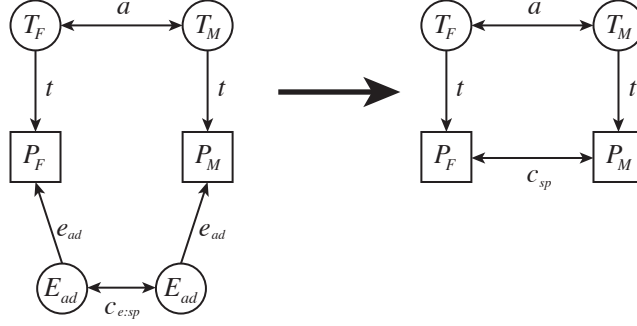 a a
T_F T_M T_F T_M
t t t t
P_F P_M P_F P_M
c_sp
e_ad e_ad
E_ad E_ad
c_e:sp